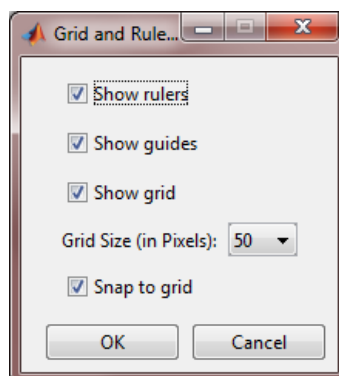 Grid and Rule...
Show rulers
Show guides
Show grid
Grid Size (in Pixels): 50
Snap to grid
OK Cancel